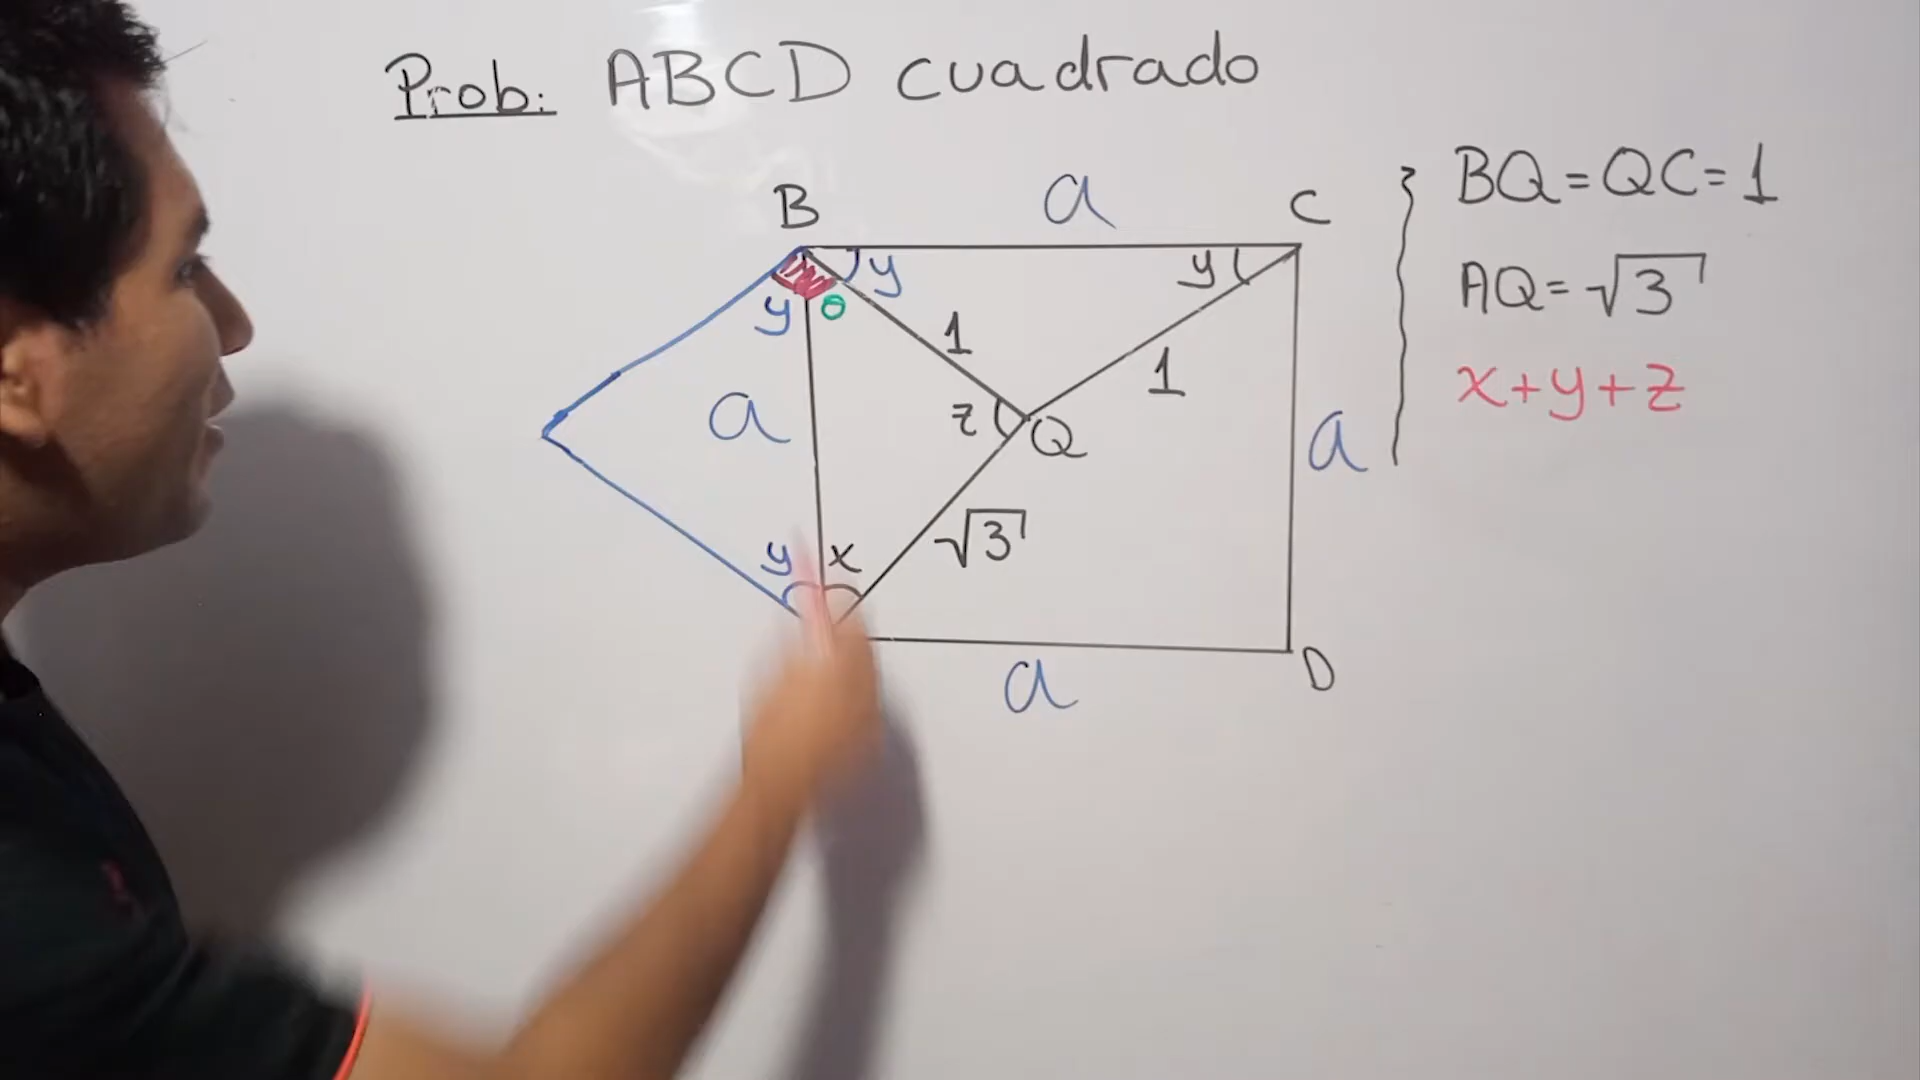 Prob: ABCD cuadrado
BQ = QC = 1
AQ = √3
x + y + z
B a C
y y
y θ
1 1
a z Q a
√3
y x
a D